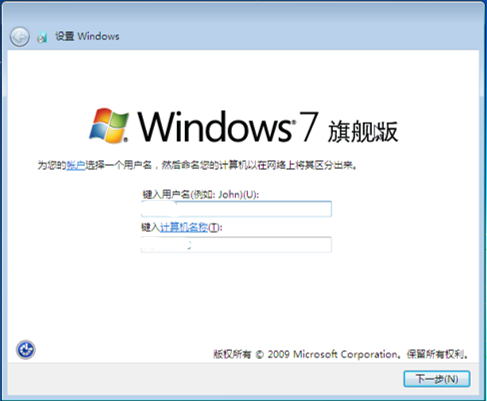 设置 Windows
Windows® 7 旗舰版
为您的帐户选择一个用户名，然后命名您的计算机以在网络上将其区分出来。
键入用户名(例如: John)(U):
键入计算机名称(T):
版权所有 © 2009 Microsoft Corporation。保留所有权利。
下一步(N)